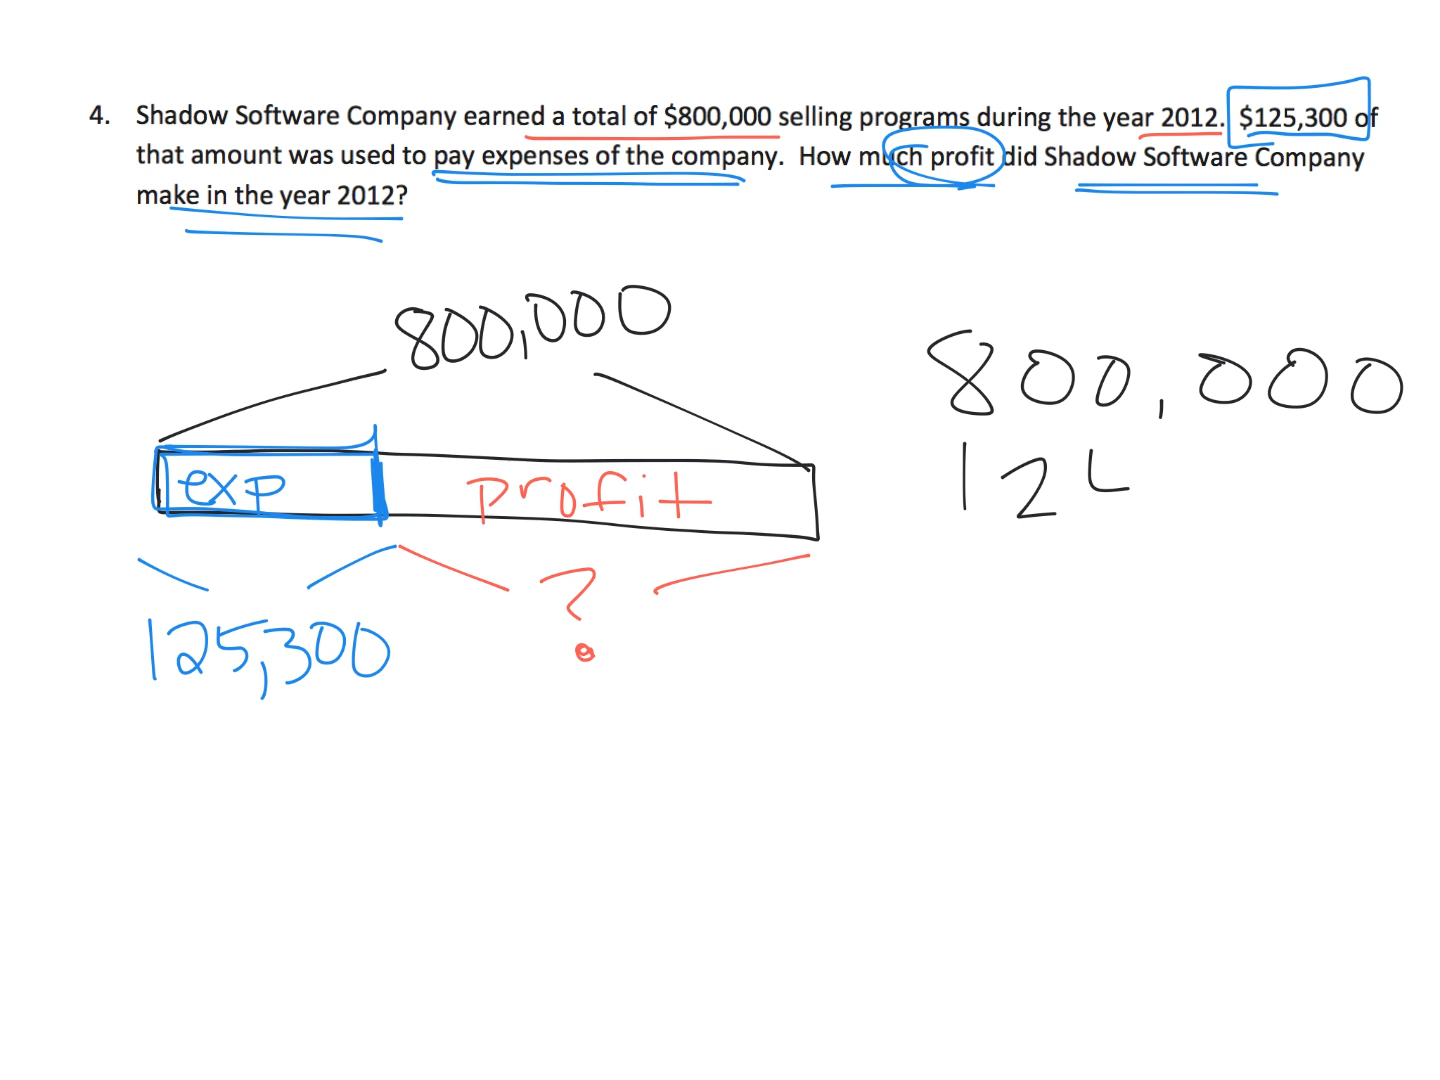 4. Shadow Software Company earned a total of $800,000 selling programs during the year 2012. $125,300 of
that amount was used to pay expenses of the company. How much profit did Shadow Software Company
make in the year 2012?
800,000
800,000
exp profit
12
125,300 ?